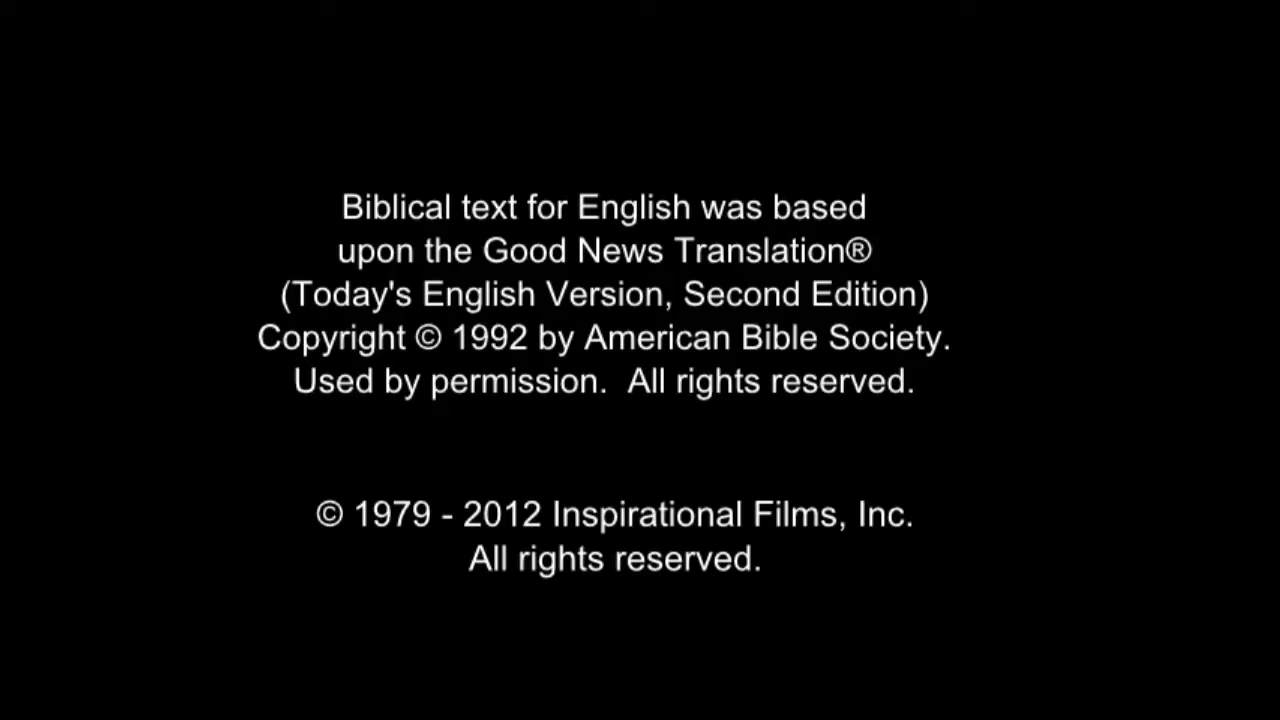 Biblical text for English was based
upon the Good News Translation®
(Today's English Version, Second Edition)
Copyright © 1992 by American Bible Society.
Used by permission.  All rights reserved.
© 1979 - 2012 Inspirational Films, Inc.
All rights reserved.